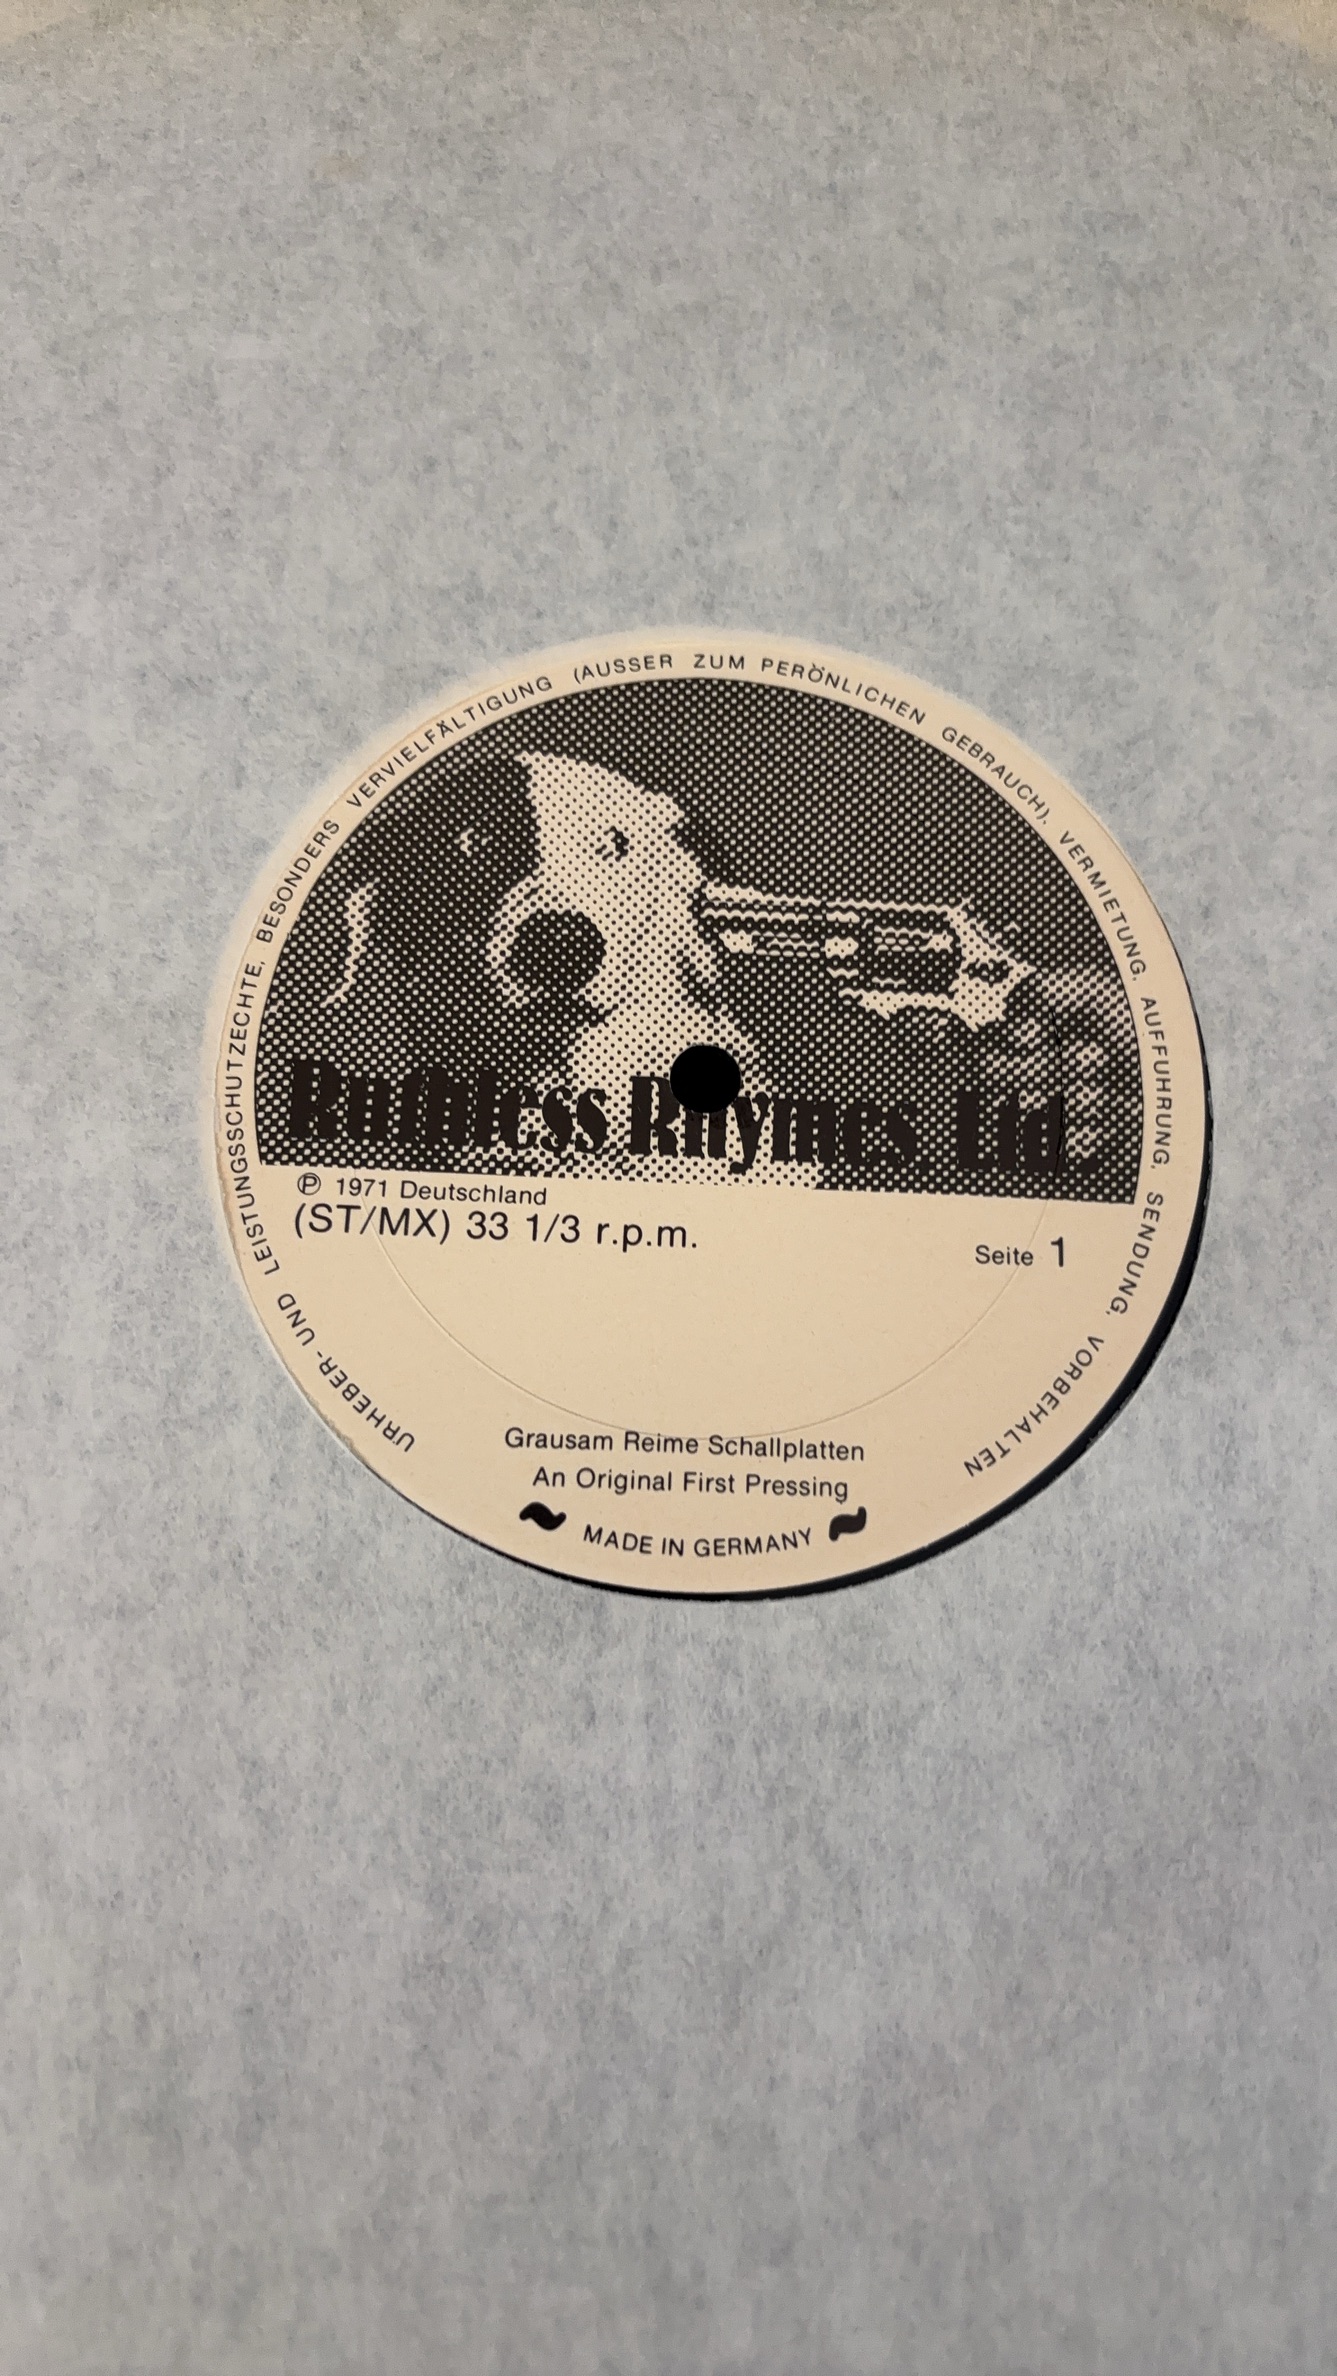 URHEBER- UND LEISTUNGSSCHUTZECHTE, BESONDERS VERVIELFÄLTIGUNG (AUSSER ZUM PERÖNLICHEN GEBRAUCH), VERMIETUNG, AUFFUHRUNG, SENDUNG, VORBEHALTEN
Ruthless Rhymes Ltd.
Ⓟ 1971 Deutschland
(ST/MX) 33 1/3 r.p.m.
Seite 1
Grausam Reime Schallplatten
An Original First Pressing
MADE IN GERMANY